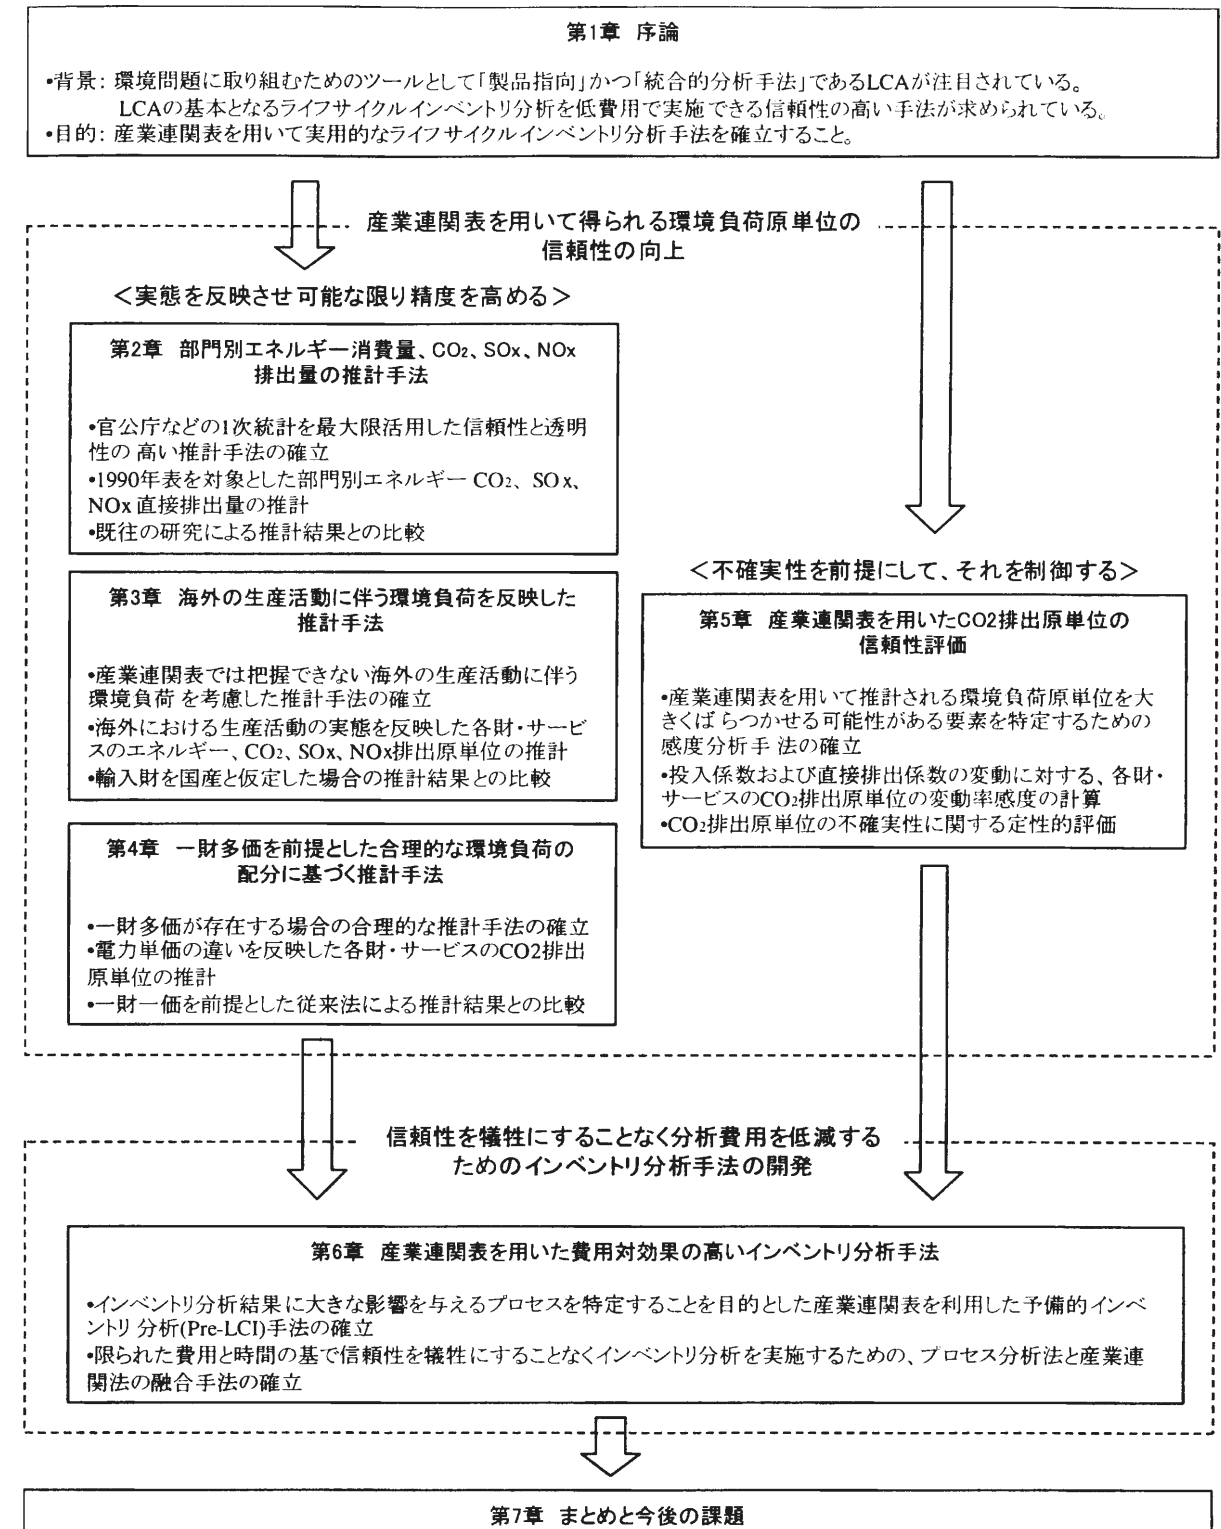 第1章 序論
•背景: 環境問題に取り組むためのツールとして「製品指向」かつ「統合的分析手法」であるLCAが注目されている。
LCAの基本となるライフサイクルインベントリ分析を低費用で実施できる信頼性の高い手法が求められている。
•目的: 産業連関表を用いて実用的なライフサイクルインベントリ分析手法を確立すること。
産業連関表を用いて得られる環境負荷原単位の
信頼性の向上
＜実態を反映させ可能な限り精度を高める＞
第2章 部門別エネルギー消費量、CO2、SOx、NOx
排出量の推計手法
•官公庁などの1次統計を最大限活用した信頼性と透明
性の 高い推計手法の確立
•1990年表を対象とした部門別エネルギー CO2、SOx、
NOx 直接排出量の推計
•既往の研究による推計結果との比較
第3章 海外の生産活動に伴う環境負荷を反映した
推計手法
•産業連関表では把握できない海外の生産活動に伴う
環境負荷 を考慮した推計手法の確立
•海外における生産活動の実態を反映した各財・サービ
スのエネルギー、CO2、SOx、NOx排出原単位の推計
•輸入財を国産と仮定した場合の推計結果との比較
第4章 一財多価を前提とした合理的な環境負荷の
配分に基づく推計手法
•一財多価が存在する場合の合理的な推計手法の確立
•電力単価の違いを反映した各財・サービスのCO2排出
原単位の推計
•一財一価を前提とした従来法による推計結果との比較
＜不確実性を前提にして、それを制御する＞
第5章 産業連関表を用いたCO2排出原単位の
信頼性評価
•産業連関表を用いて推計される環境負荷原単位を大
きくば らつかせる可能性がある要素を特定するための
感度分析手 法の確立
•投入係数および直接排出係数の変動に対する、各財・
サービスのCO2排出原単位の変動率感度の計算
•CO2排出原単位の不確実性に関する定性的評価
信頼性を犠牲にすることなく分析費用を低減する
ためのインベントリ分析手法の開発
第6章 産業連関表を用いた費用対効果の高いインベントリ分析手法
•インベントリ分析結果に大きな影響を与えるプロセスを特定することを目的とした産業連関表を利用した予備的インベ
ントリ 分析(Pre-LCI)手法の確立
•限られた費用と時間の基で信頼性を犠牲にすることなくインベントリ分析を実施するための、プロセス分析法と産業連
関法の融合手法の確立
第7章 まとめと今後の課題